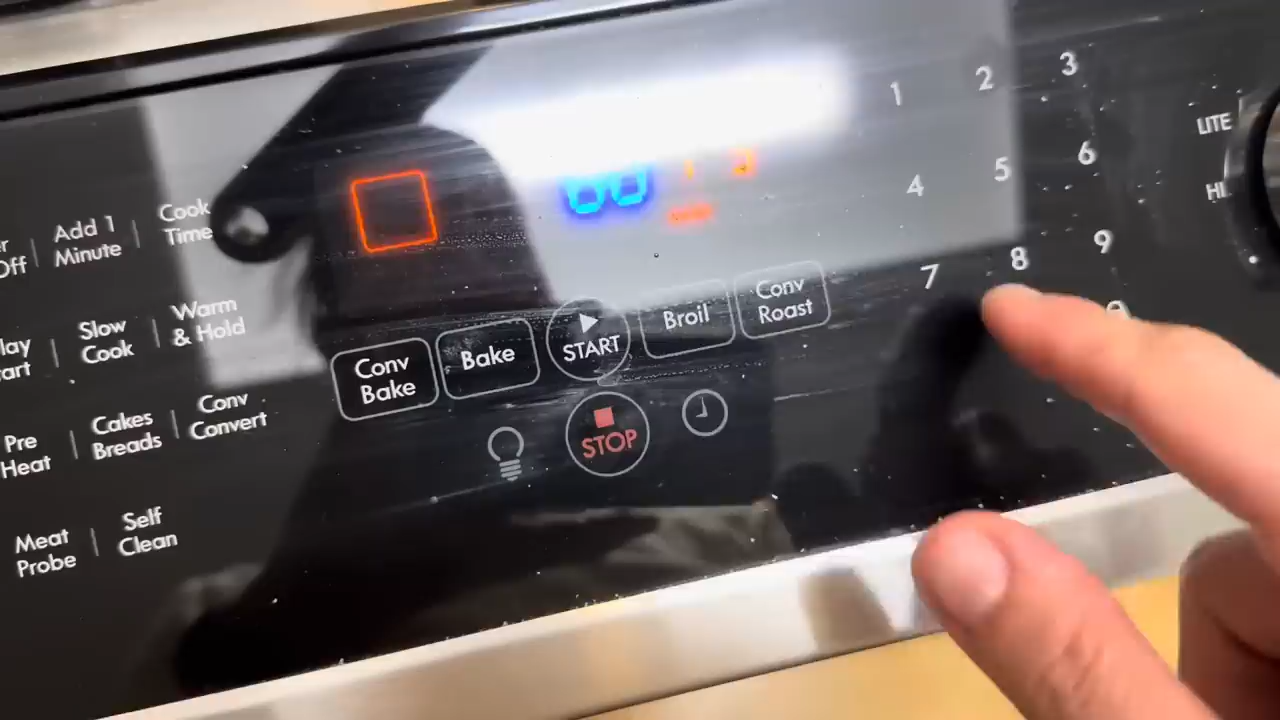 Add 1
Minute
Cook
Time
Off
Slow
Cook
Warm
& Hold
Pre
Heat
Cakes
Breads
Conv
Convert
Meat
Probe
Self
Clean
Conv
Bake
Bake
START
Broil
Conv
Roast
STOP
1 2 3
4 5 6
7 8 9
LITE